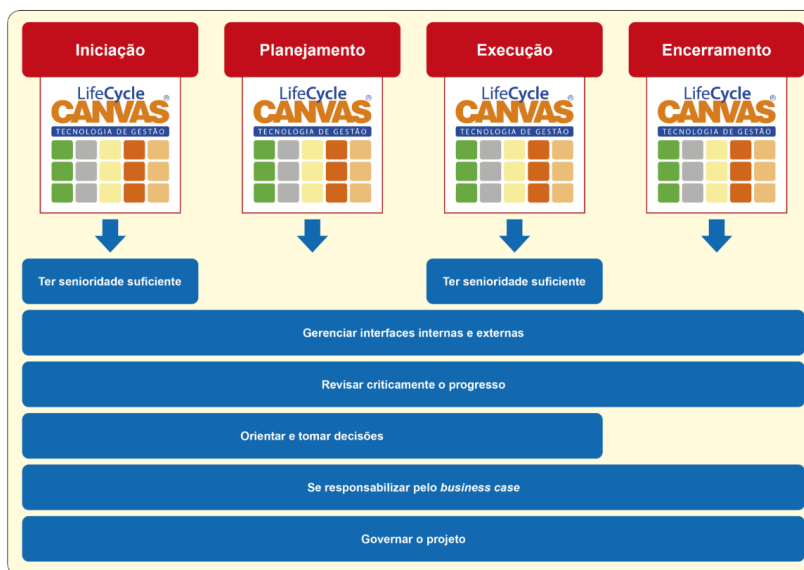 Iniciação
Planejamento
Execução
Encerramento
LifeCycle
CANVAS®
TECNOLOGIA DE GESTÃO
LifeCycle
CANVAS®
TECNOLOGIA DE GESTÃO
LifeCycle
CANVAS®
TECNOLOGIA DE GESTÃO
LifeCycle
CANVAS®
TECNOLOGIA DE GESTÃO
Ter senioridade suficiente
Ter senioridade suficiente
Gerenciar interfaces internas e externas
Revisar criticamente o progresso
Orientar e tomar decisões
Se responsabilizar pelo business case
Governar o projeto